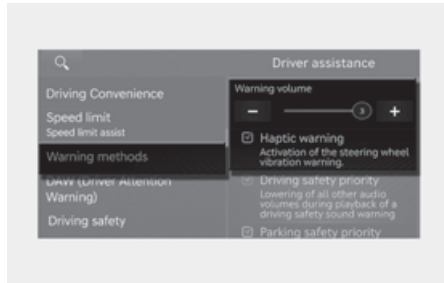 Driver assistance
Driving Convenience
Speed limit
Speed limit assist
Warning methods
DAW (Driver Attention
Warning)
Driving safety
Warning volume
− 3 +
Haptic warning
Activation of the steering wheel
vibration warning.
Driving safety priority
Lowering of all other audio
volumes during playback of a
driving safety sound warning
Parking safety priority